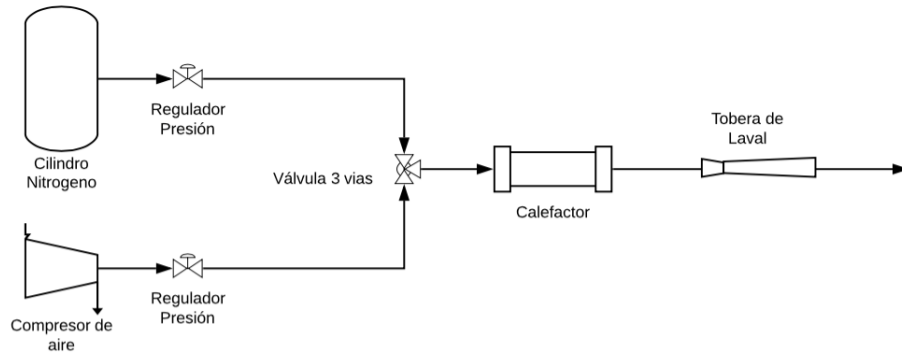 Regulador
Presión
Cilindro
Nitrogeno
Válvula 3 vias
Calefactor
Tobera de
Laval
Regulador
Presión
Compresor de
aire